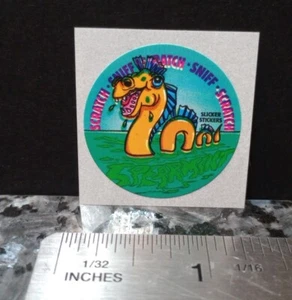 SCRATCH · SNIFF · SCRATCH · SNIFF · SCRATCH
SLICKER
STICKERS
1/32
INCHES
1
1/16